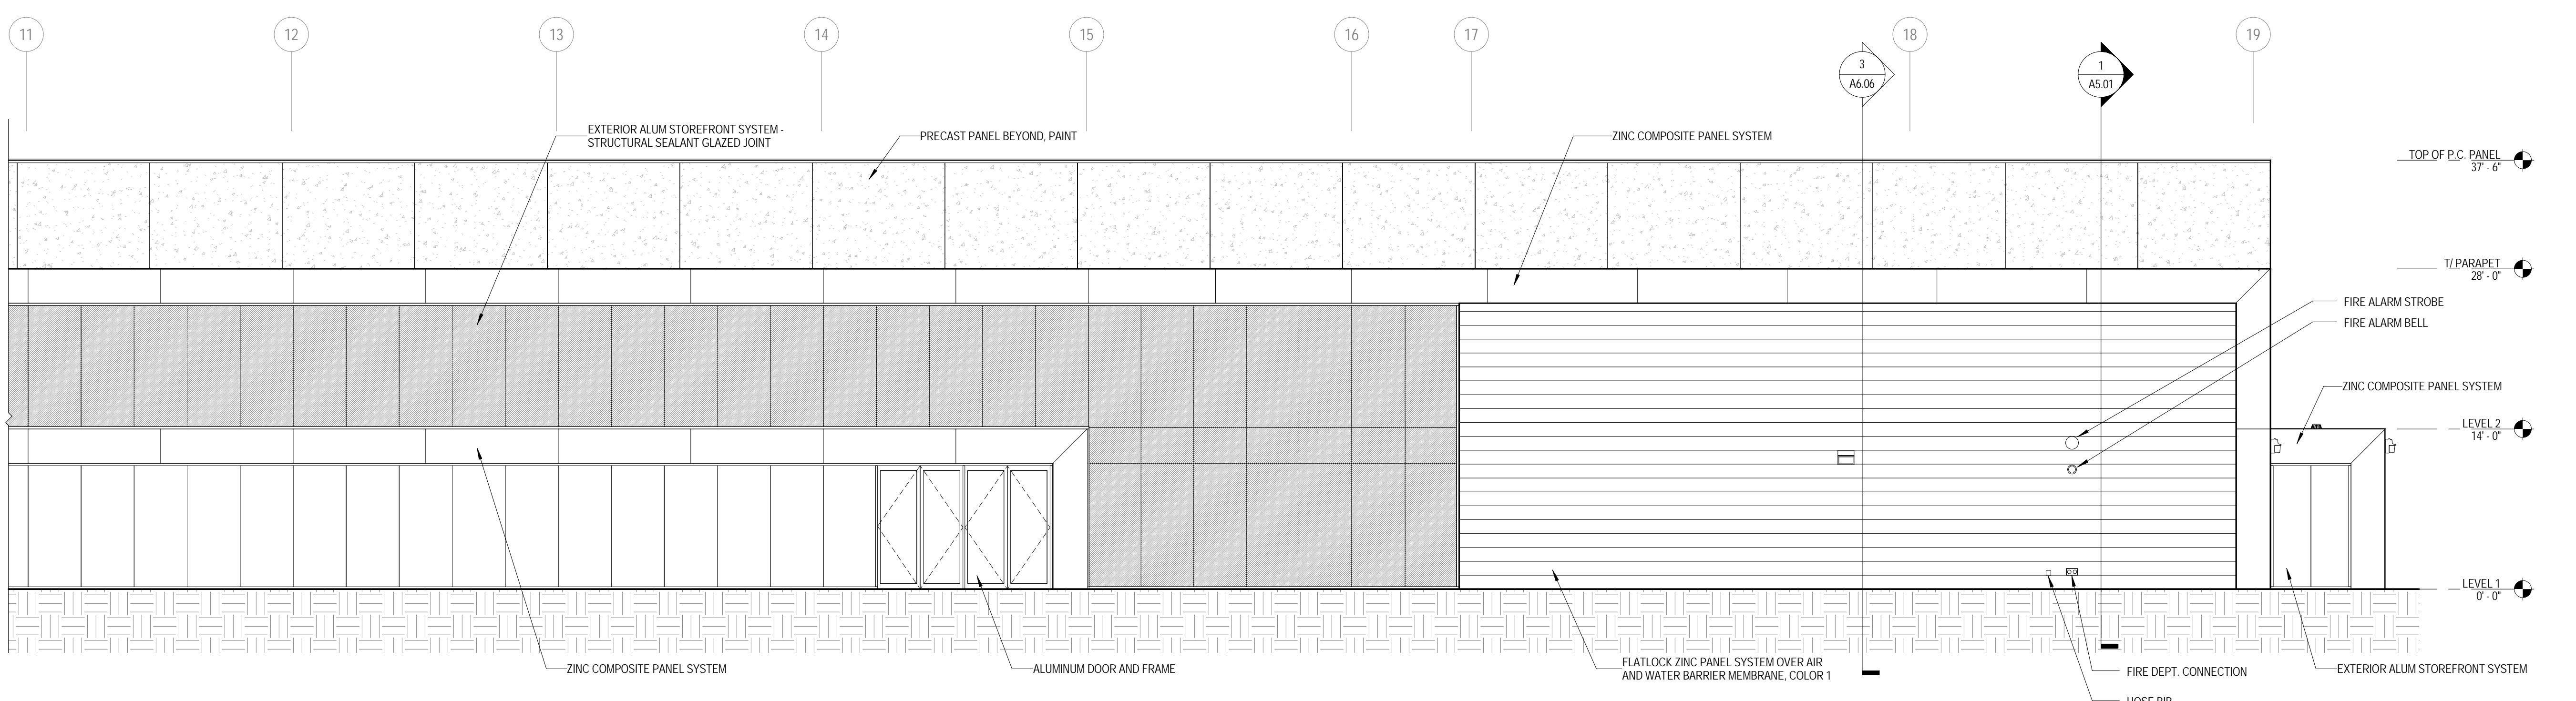 11
12
13
14
15
16
17
18
19
3
A6.06
1
A5.01
EXTERIOR ALUM STOREFRONT SYSTEM -
STRUCTURAL SEALANT GLAZED JOINT
PRECAST PANEL BEYOND, PAINT
ZINC COMPOSITE PANEL SYSTEM
TOP OF P.C. PANEL
37' - 6"
T/ PARAPET
28' - 0"
FIRE ALARM STROBE
FIRE ALARM BELL
ZINC COMPOSITE PANEL SYSTEM
LEVEL 2
14' - 0"
LEVEL 1
0' - 0"
ZINC COMPOSITE PANEL SYSTEM
ALUMINUM DOOR AND FRAME
FLATLOCK ZINC PANEL SYSTEM OVER AIR
AND WATER BARRIER MEMBRANE, COLOR 1
FIRE DEPT. CONNECTION
EXTERIOR ALUM STOREFRONT SYSTEM
HOSE BIB